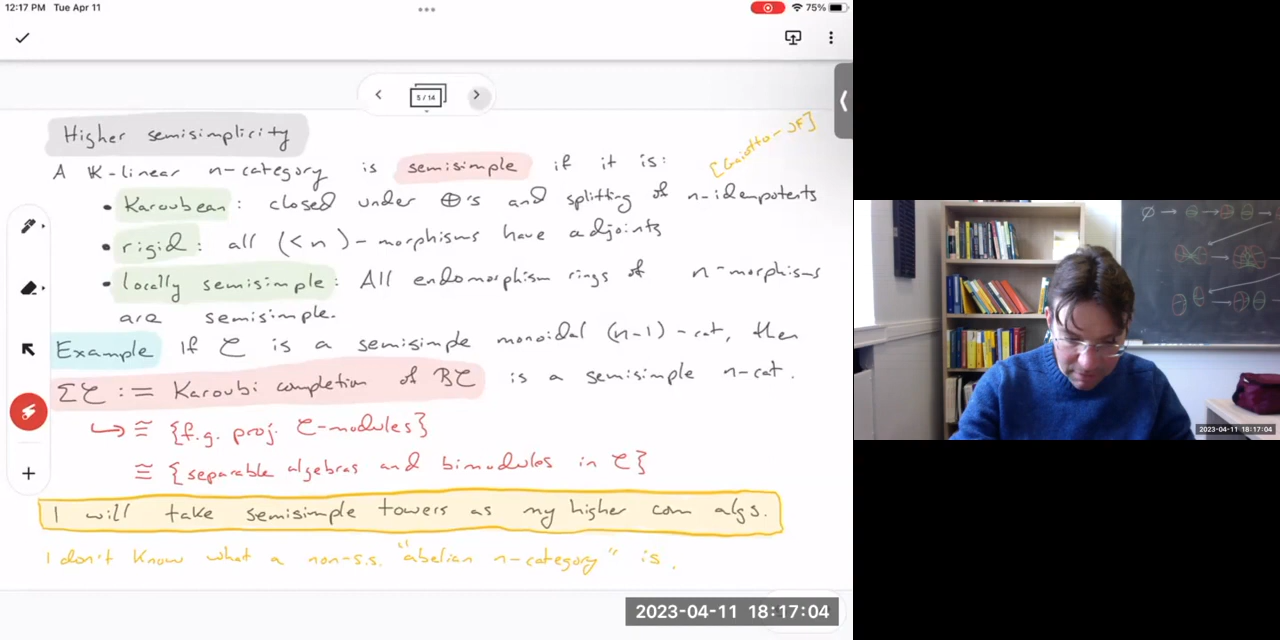 12:17 PM Tue Apr 11
75%
5 / 14
Higher semisimplicity
[Gaiotto - JF]
A K-linear n-category is semisimple if it is:
• Karoubean : closed under ⊕'s and splitting of n-idempotents
• rigid : all (<n)-morphisms have adjoints
• locally semisimple : All endomorphism rings of n-morphisms
are semisimple.
Example If C is a semisimple monoidal (n-1)-cat, then
ΣC := Karoubi completion of BC is a semisimple n-cat.
↪ ≅ {f.g. proj. C-modules}
≅ {separable algebras and bimodules in C}
I will take semisimple towers as my higher com algs.
I don't know what a non-s.s. "abelian n-category" is.
2023-04-11 18:17:04
2023-04-11 18:17:04